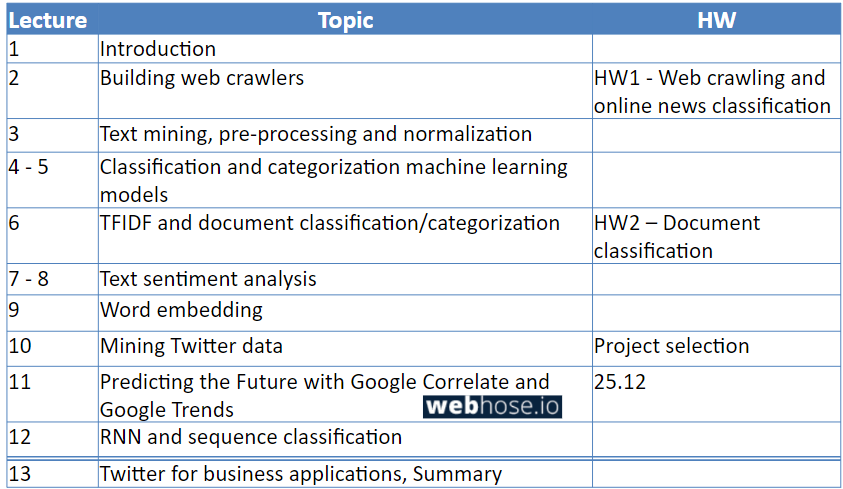 Lecture Topic HW
1 Introduction
2 Building web crawlers HW1 - Web crawling and
online news classification
3 Text mining, pre-processing and normalization
4 - 5 Classification and categorization machine learning
models
6 TFIDF and document classification/categorization HW2 – Document
classification
7 - 8 Text sentiment analysis
9 Word embedding
10 Mining Twitter data Project selection
11 Predicting the Future with Google Correlate and 25.12
Google Trends webhose.io
12 RNN and sequence classification
13 Twitter for business applications, Summary